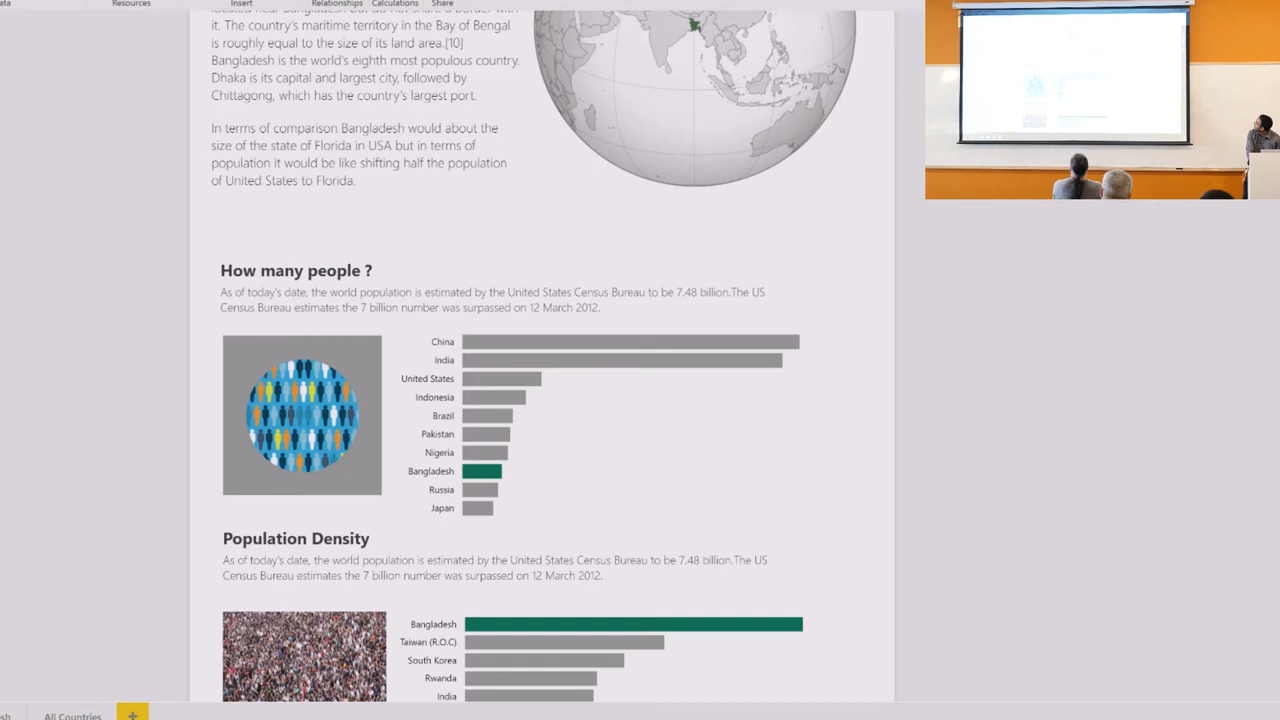 ata
Resources
Insert
Relationships
Calculations
Share
it. The country's maritime territory in the Bay of Bengal
is roughly equal to the size of its land area.[10]
Bangladesh is the world's eighth most populous country.
Dhaka is its capital and largest city, followed by
Chittagong, which has the country's largest port.
In terms of comparison Bangladesh would about the
size of the state of Florida in USA but in terms of
population it would be like shifting half the population
of United States to Florida.
How many people ?
As of today's date, the world population is estimated by the United States Census Bureau to be 7.48 billion.The US
Census Bureau estimates the 7 billion number was surpassed on 12 March 2012.
China
India
United States
Indonesia
Brazil
Pakistan
Nigeria
Bangladesh
Russia
Japan
Population Density
As of today's date, the world population is estimated by the United States Census Bureau to be 7.48 billion.The US
Census Bureau estimates the 7 billion number was surpassed on 12 March 2012.
Bangladesh
Taiwan (R.O.C)
South Korea
Rwanda
India
esh
All Countries
+